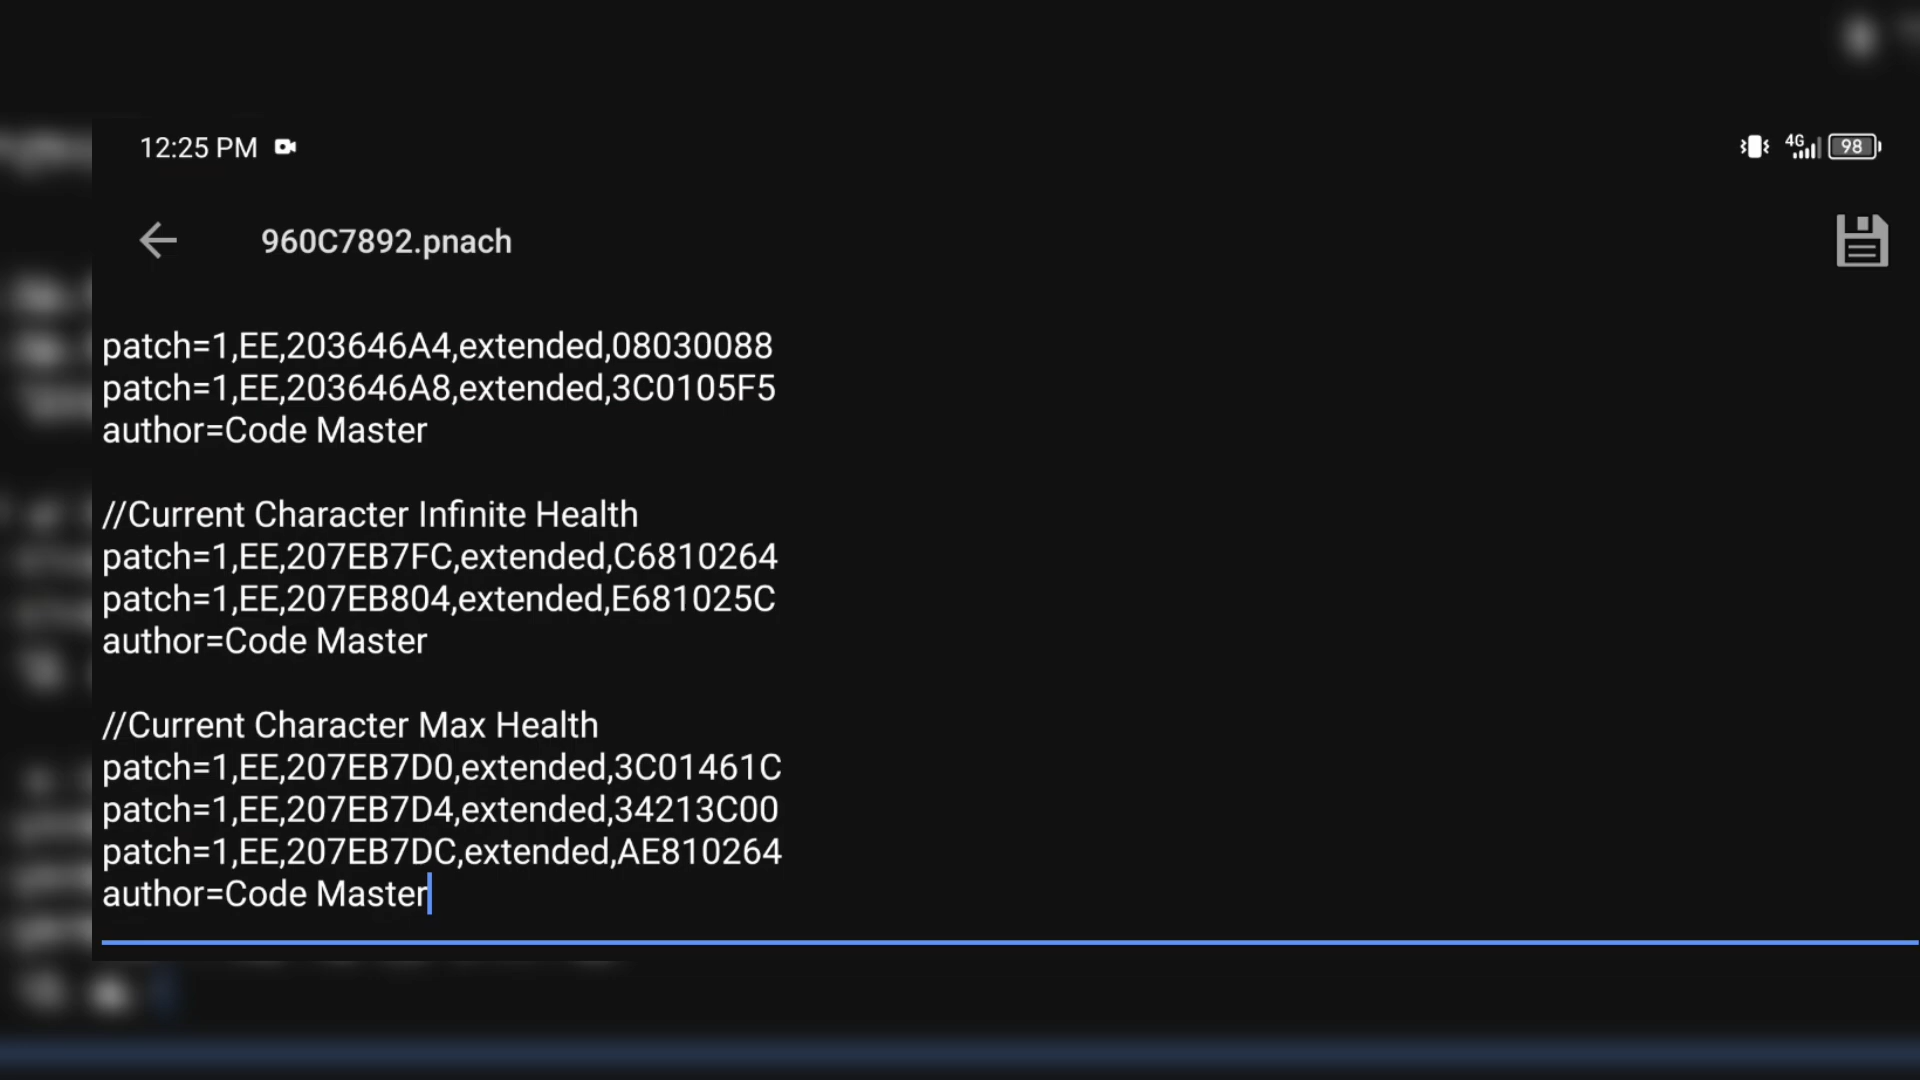 12:25 PM
4G
98
960C7892.pnach
patch=1,EE,203646A4,extended,08030088
patch=1,EE,203646A8,extended,3C0105F5
author=Code Master
//Current Character Infinite Health
patch=1,EE,207EB7FC,extended,C6810264
patch=1,EE,207EB804,extended,E681025C
author=Code Master
//Current Character Max Health
patch=1,EE,207EB7D0,extended,3C01461C
patch=1,EE,207EB7D4,extended,34213C00
patch=1,EE,207EB7DC,extended,AE810264
author=Code Master